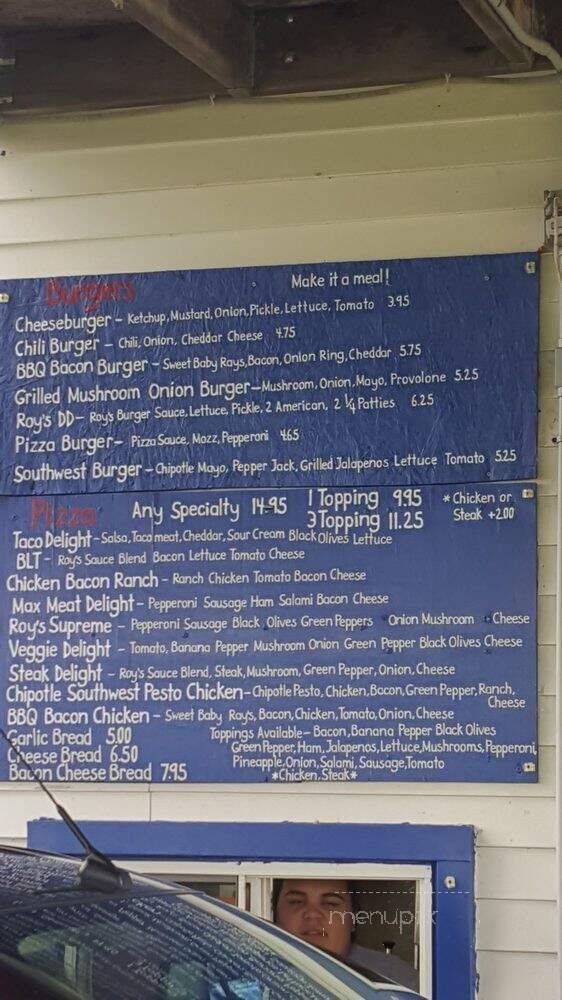 Burgers Make it a meal!
Cheeseburger - Ketchup, Mustard, Onion, Pickle, Lettuce, Tomato 3.95
Chili Burger - Chili, Onion, Cheddar Cheese 4.75
BBQ Bacon Burger - Sweet Baby Rays, Bacon, Onion Ring, Cheddar 5.75
Grilled Mushroom Onion Burger - Mushroom, Onion, Mayo, Provolone 5.25
Roy's DD - Roy's Burger Sauce, Lettuce, Pickle, 2 American, 2 ¼ Patties 6.25
Pizza Burger - Pizza Sauce, Mozz, Pepperoni 4.65
Southwest Burger - Chipotle Mayo, Pepper Jack, Grilled Jalapenos Lettuce Tomato 5.25
Pizza Any Specialty 14.95 1 Topping 9.95 *Chicken or
3 Topping 11.25 Steak +2.00
Taco Delight - Salsa, Taco meat, Cheddar, Sour Cream Black Olives Lettuce
BLT - Roy's Sauce Blend Bacon Lettuce Tomato Cheese
Chicken Bacon Ranch - Ranch Chicken Tomato Bacon Cheese
Max Meat Delight - Pepperoni Sausage Ham Salami Bacon Cheese
Roy's Supreme - Pepperoni Sausage Black Olives Green Peppers Onion Mushroom Cheese
Veggie Delight - Tomato, Banana Pepper Mushroom Onion Green Pepper Black Olives Cheese
Steak Delight - Roy's Sauce Blend, Steak, Mushroom, Green Pepper, Onion, Cheese
Chipotle Southwest Pesto Chicken - Chipotle Pesto, Chicken, Bacon, Green Pepper, Ranch,
Cheese
BBQ Bacon Chicken - Sweet Baby Rays, Bacon, Chicken, Tomato, Onion, Cheese
Garlic Bread 5.00 Toppings Available - Bacon, Banana Pepper Black Olives
Cheese Bread 6.50 Green Pepper, Ham, Jalapenos, Lettuce, Mushrooms, Pepperoni,
Bacon Cheese Bread 7.95 Pineapple, Onion, Salami, Sausage, Tomato
*Chicken, Steak*